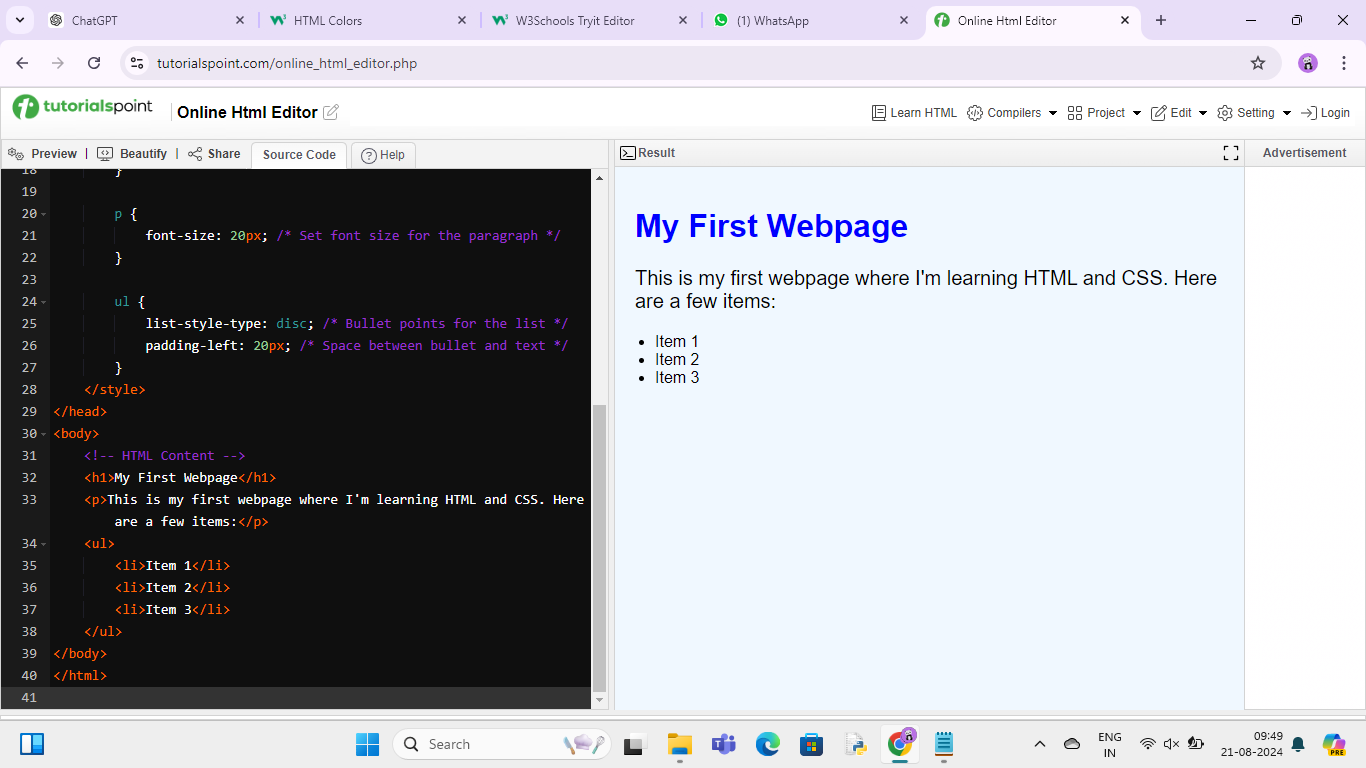 ChatGPT
HTML Colors
W3Schools Tryit Editor
(1) WhatsApp
Online Html Editor
tutorialspoint.com/online_html_editor.php
tutorialspoint
Online Html Editor
Learn HTML
Compilers
Project
Edit
Setting
Login
Preview
Beautify
Share
Source Code
Help
Result
Advertisement
18 }
19
20 p {
21 font-size: 20px; /* Set font size for the paragraph */
22 }
23
24 ul {
25 list-style-type: disc; /* Bullet points for the list */
26 padding-left: 20px; /* Space between bullet and text */
27 }
28 </style>
29 </head>
30 <body>
31 <!-- HTML Content -->
32 <h1>My First Webpage</h1>
33 <p>This is my first webpage where I'm learning HTML and CSS. Here
are a few items:</p>
34 <ul>
35 <li>Item 1</li>
36 <li>Item 2</li>
37 <li>Item 3</li>
38 </ul>
39 </body>
40 </html>
41
My First Webpage
This is my first webpage where I'm learning HTML and CSS. Here
are a few items:
• Item 1
• Item 2
• Item 3
Search
ENG
IN
09:49
21-08-2024
PRE